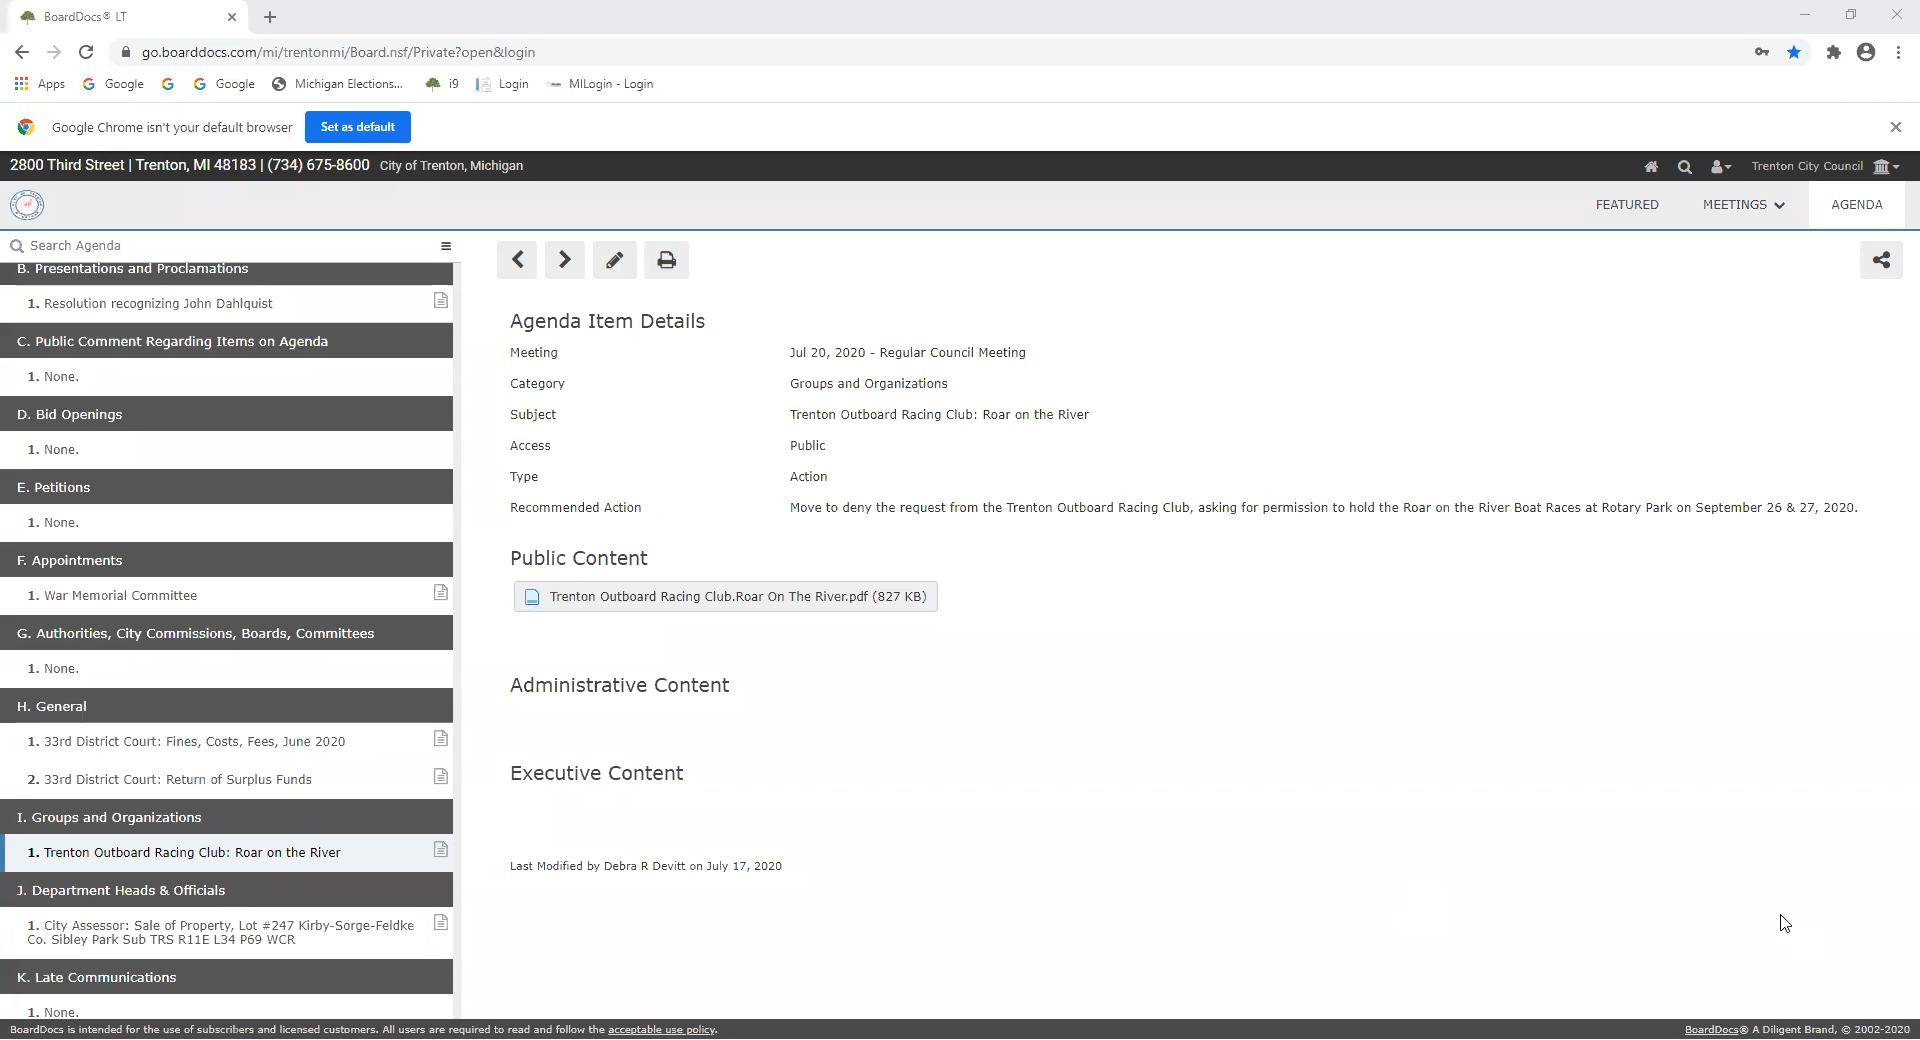 BoardDocs® LT
go.boarddocs.com/mi/trentonmi/Board.nsf/Private?open&login
Apps Google Google Michigan Elections... i9 Login MILogin - Login
Google Chrome isn't your default browser Set as default
2800 Third Street | Trenton, MI 48183 | (734) 675-8600 City of Trenton, Michigan Trenton City Council
FEATURED MEETINGS AGENDA
Search Agenda
B. Presentations and Proclamations
1. Resolution recognizing John Dahlquist
C. Public Comment Regarding Items on Agenda
1. None.
D. Bid Openings
1. None.
E. Petitions
1. None.
F. Appointments
1. War Memorial Committee
G. Authorities, City Commissions, Boards, Committees
1. None.
H. General
1. 33rd District Court: Fines, Costs, Fees, June 2020
2. 33rd District Court: Return of Surplus Funds
I. Groups and Organizations
1. Trenton Outboard Racing Club: Roar on the River
J. Department Heads & Officials
1. City Assessor: Sale of Property, Lot #247 Kirby-Sorge-Feldke
Co. Sibley Park Sub TRS R11E L34 P69 WCR
K. Late Communications
1. None.
Agenda Item Details
Meeting Jul 20, 2020 - Regular Council Meeting
Category Groups and Organizations
Subject Trenton Outboard Racing Club: Roar on the River
Access Public
Type Action
Recommended Action Move to deny the request from the Trenton Outboard Racing Club, asking for permission to hold the Roar on the River Boat Races at Rotary Park on September 26 & 27, 2020.
Public Content
Trenton Outboard Racing Club.Roar On The River.pdf (827 KB)
Administrative Content
Executive Content
Last Modified by Debra R Devitt on July 17, 2020
BoardDocs is intended for the use of subscribers and licensed customers. All users are required to read and follow the acceptable use policy. BoardDocs® A Diligent Brand, © 2002-2020